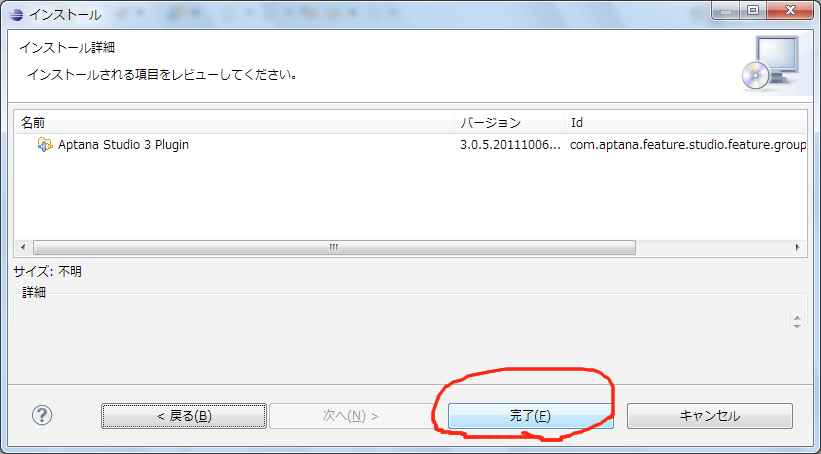 インストール
インストール詳細
インストールされる項目をレビューしてください。
名前 バージョン Id
Aptana Studio 3 Plugin 3.0.5.20111006... com.aptana.feature.studio.feature.group
サイズ: 不明
詳細
< 戻る(B) 次へ(N) > 完了(F) キャンセル